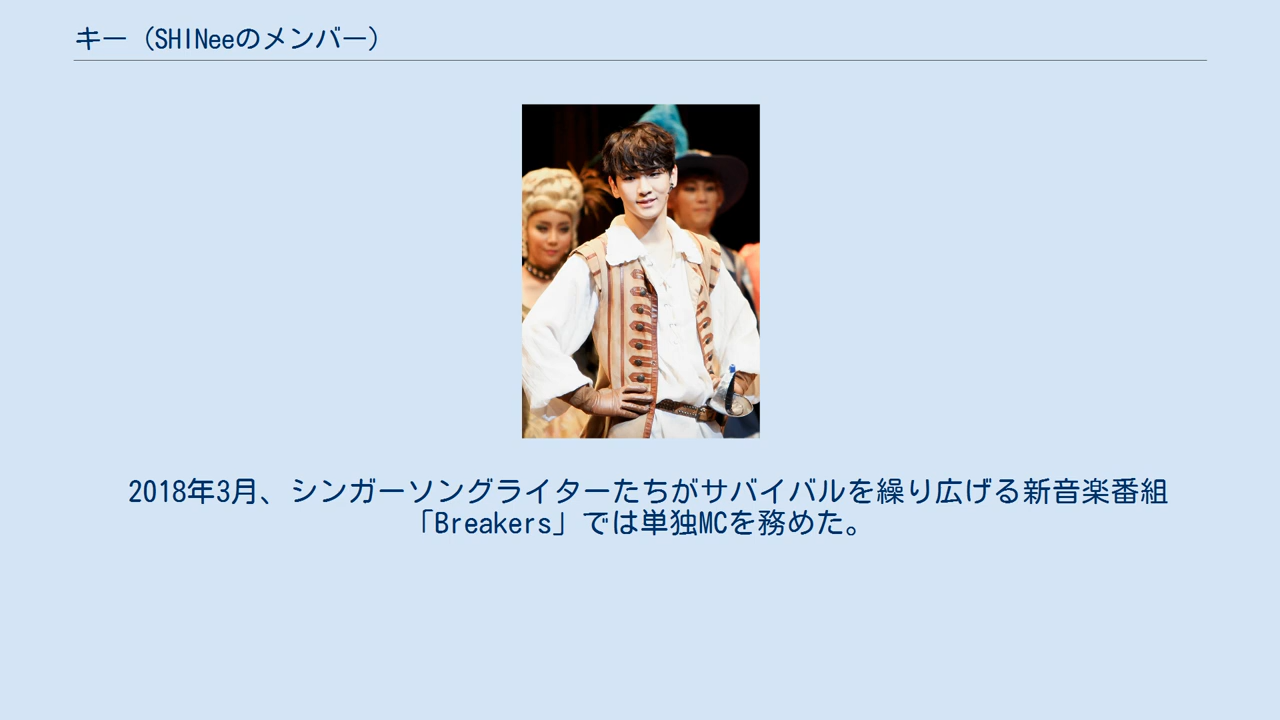 キー（SHINeeのメンバー）
2018年3月、シンガーソングライターたちがサバイバルを繰り広げる新音楽番組
「Breakers」では単独MCを務めた。